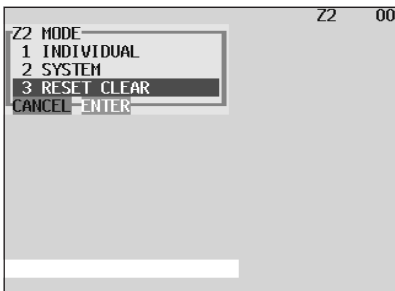 Z2 00
Z2 MODE
1 INDIVIDUAL
2 SYSTEM
3 RESET CLEAR
CANCEL ENTER